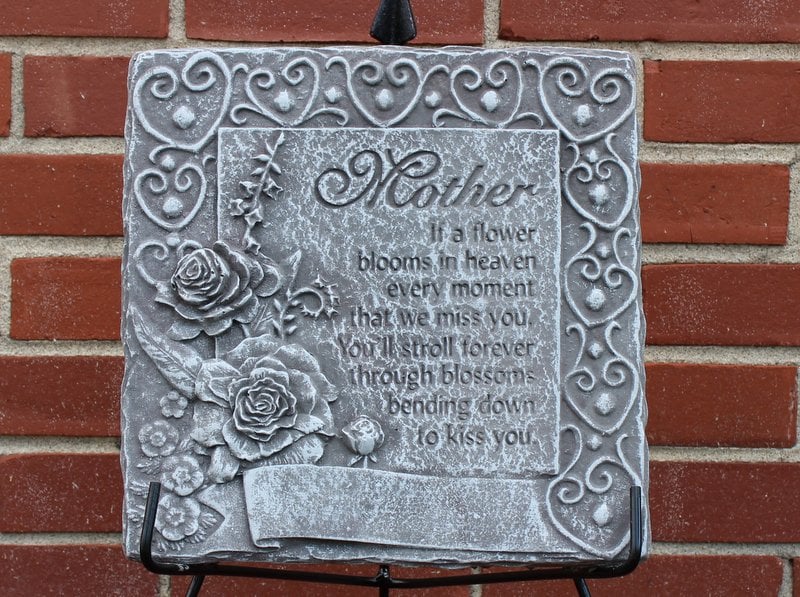 Mother
If a flower
blooms in heaven
every moment
that we miss you.
You'll stroll forever
through blossoms
bending down
to kiss you.